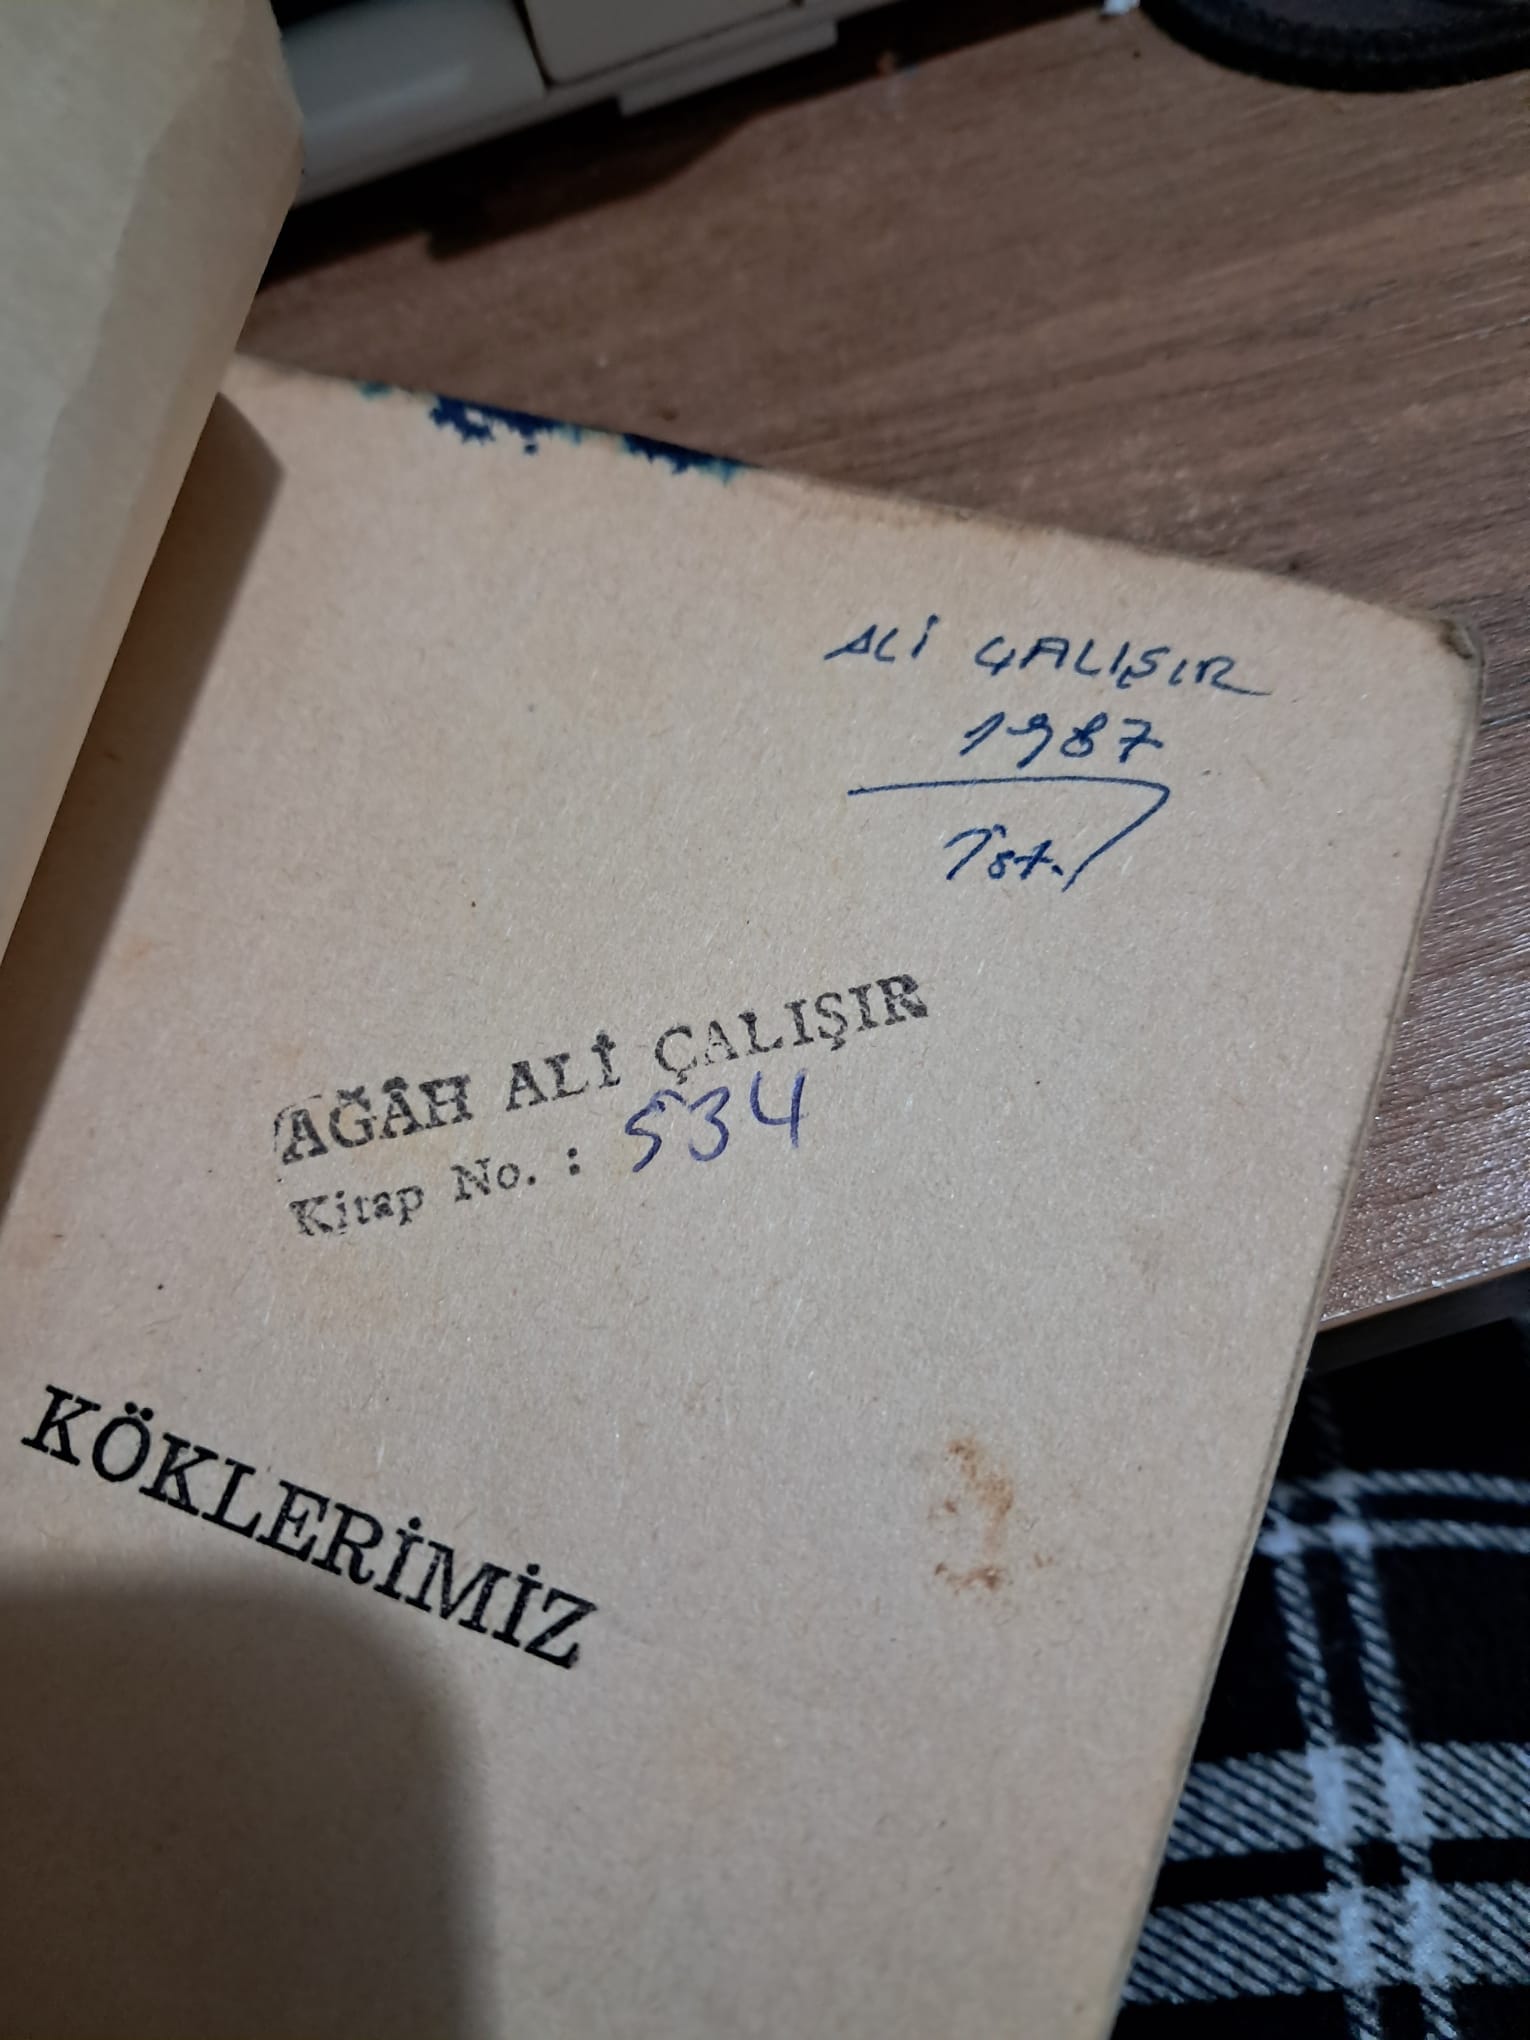 ALİ ÇALIŞIR
1987
İst.
AĞÂH ALİ ÇALIŞIR
Kitap No. : 534
KÖKLERİMİZ